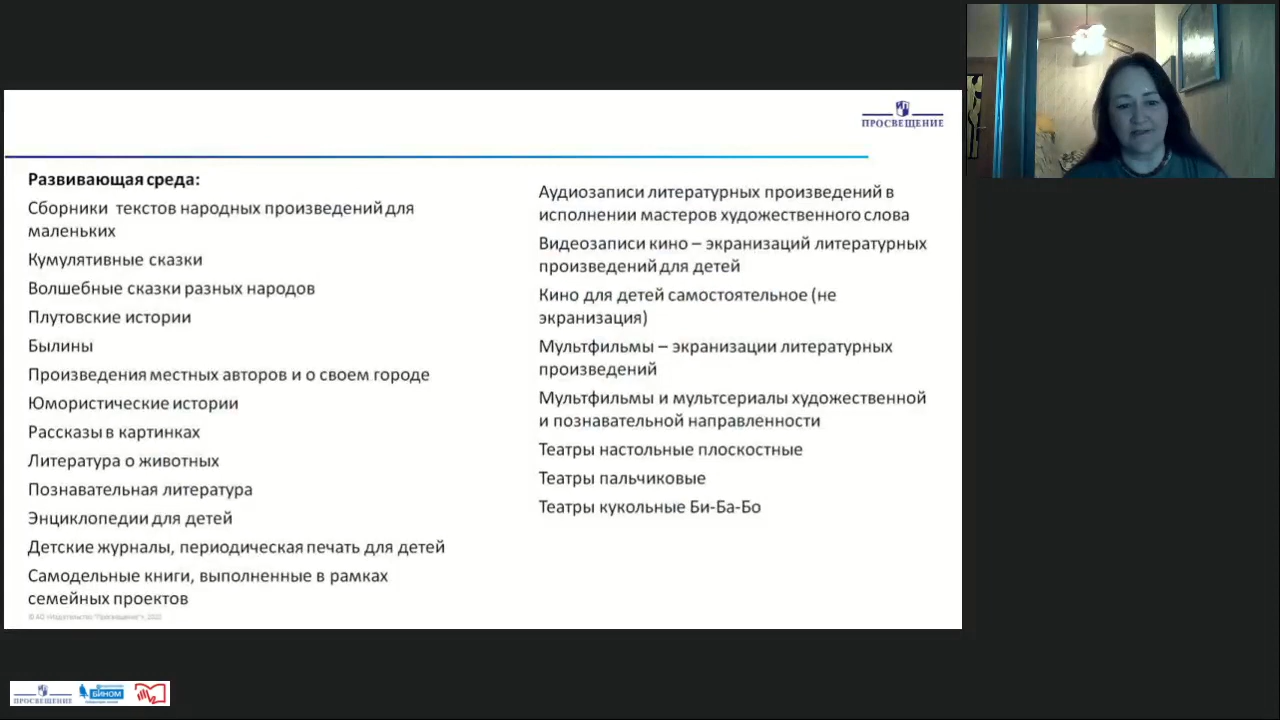 ПРОСВЕЩЕНИЕ
Развивающая среда:
Сборники текстов народных произведений для
маленьких
Кумулятивные сказки
Волшебные сказки разных народов
Плутовские истории
Былины
Произведения местных авторов и о своем городе
Юмористические истории
Рассказы в картинках
Литература о животных
Познавательная литература
Энциклопедии для детей
Детские журналы, периодическая печать для детей
Самодельные книги, выполненные в рамках
семейных проектов
Аудиозаписи литературных произведений в
исполнении мастеров художественного слова
Видеозаписи кино – экранизаций литературных
произведений для детей
Кино для детей самостоятельное (не
экранизация)
Мультфильмы – экранизации литературных
произведений
Мультфильмы и мультсериалы художественной
и познавательной направленности
Театры настольные плоскостные
Театры пальчиковые
Театры кукольные Би-Ба-Бо
© АО «Издательство "Просвещение"»,
ПРОСВЕЩЕНИЕ
БИНОМ